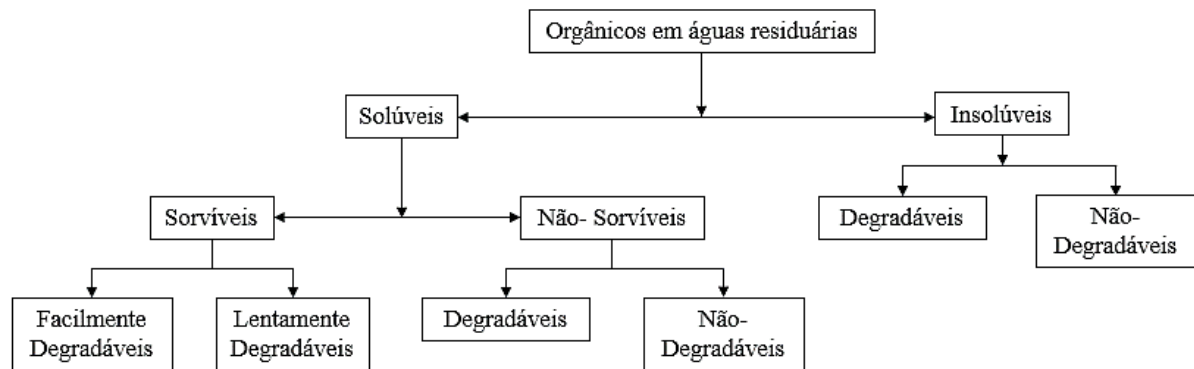 Orgânicos em águas residuárias
Solúveis
Insolúveis
Sorvíveis
Não- Sorvíveis
Degradáveis
Não-
Degradáveis
Facilmente
Degradáveis
Lentamente
Degradáveis
Degradáveis
Não-
Degradáveis